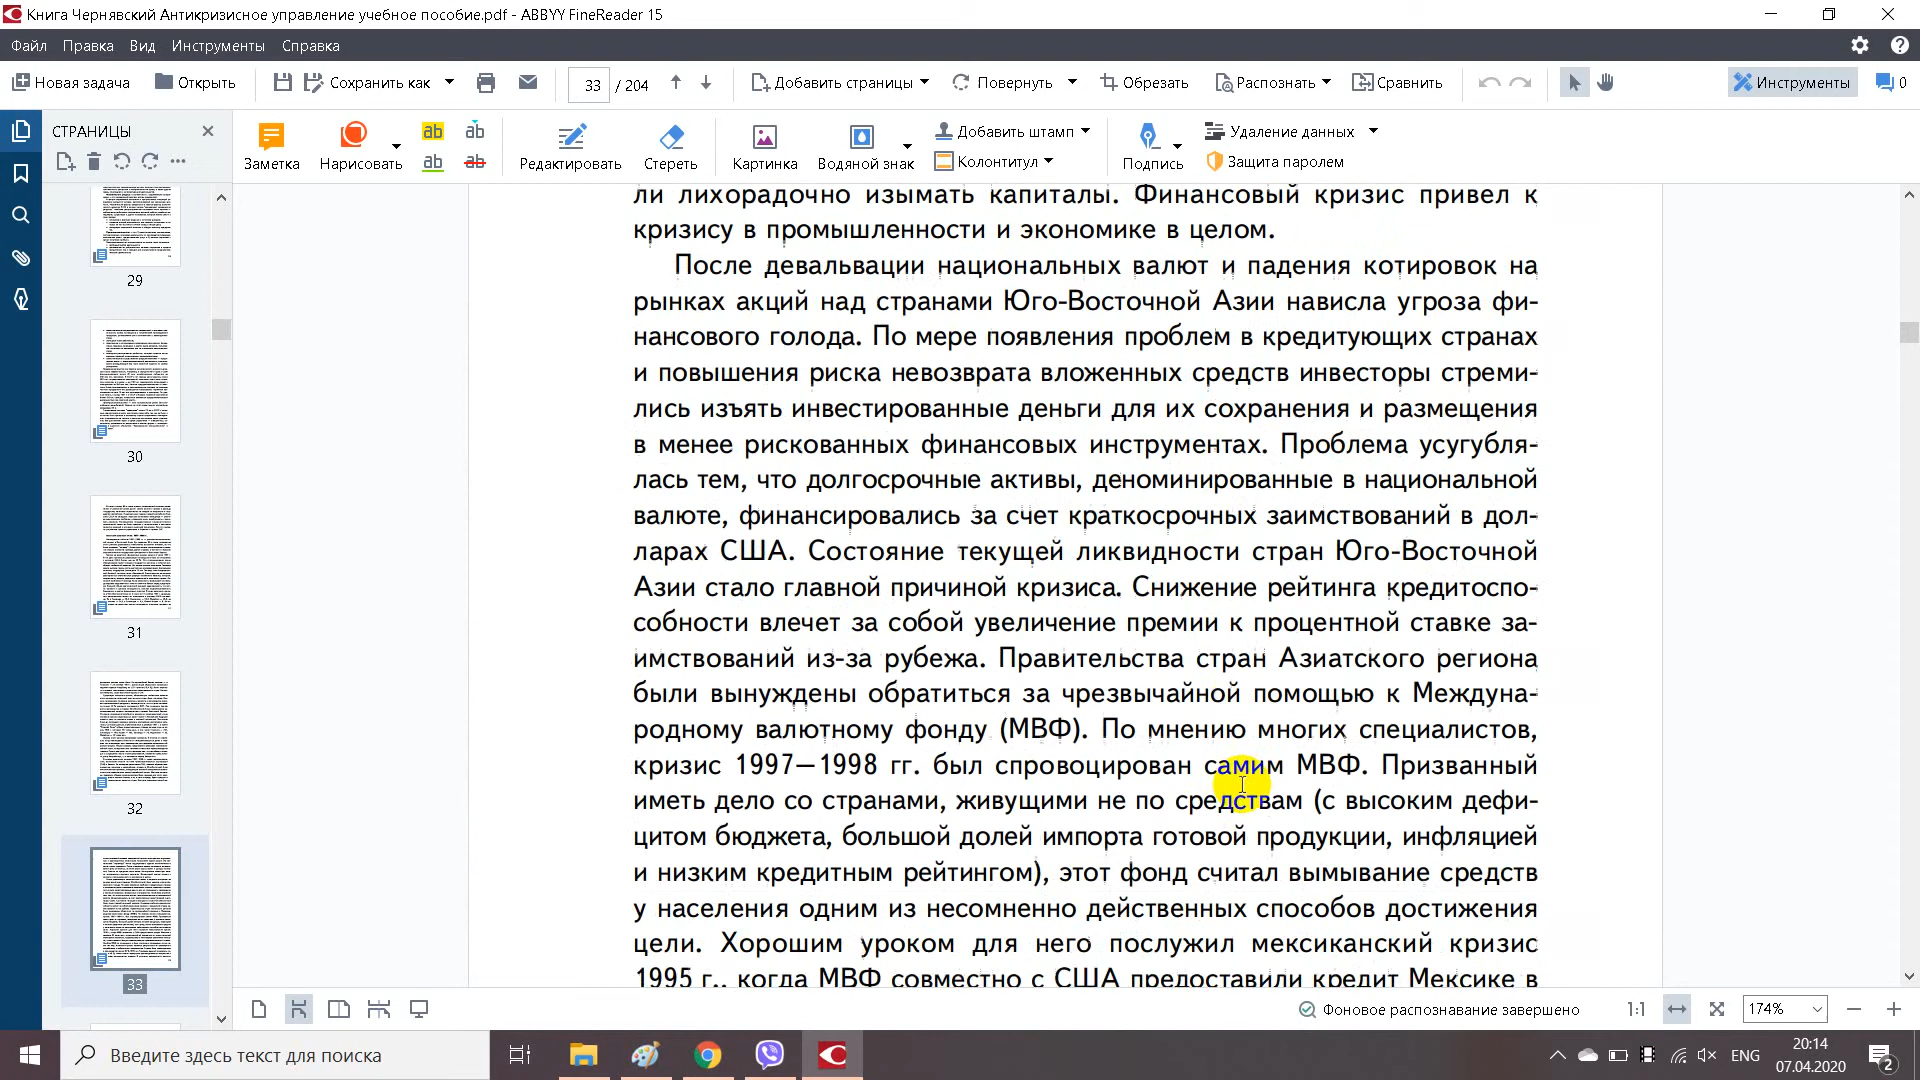 Книга Чернявский Антикризисное управление учебное пособие.pdf - ABBYY FineReader 15
Файл Правка Вид Инструменты Справка
Новая задача Открыть Сохранить как 33 / 204 Добавить страницы Повернуть Обрезать Распознать Сравнить Инструменты 0
СТРАНИЦЫ
Заметка Нарисовать ab ab ab ab Редактировать Стереть Картинка Водяной знак Добавить штамп Колонтитул Подпись Удаление данных Защита паролем
29
30
31
32
33
ли лихорадочно изымать капиталы. Финансовый кризис привел к
кризису в промышленности и экономике в целом.
После девальвации национальных валют и падения котировок на
рынках акций над странами Юго-Восточной Азии нависла угроза фи-
нансового голода. По мере появления проблем в кредитующих странах
и повышения риска невозврата вложенных средств инвесторы стреми-
лись изъять инвестированные деньги для их сохранения и размещения
в менее рискованных финансовых инструментах. Проблема усугубля-
лась тем, что долгосрочные активы, деноминированные в национальной
валюте, финансировались за счет краткосрочных заимствований в дол-
ларах США. Состояние текущей ликвидности стран Юго-Восточной
Азии стало главной причиной кризиса. Снижение рейтинга кредитоспо-
собности влечет за собой увеличение премии к процентной ставке за-
имствований из-за рубежа. Правительства стран Азиатского региона
были вынуждены обратиться за чрезвычайной помощью к Междуна-
родному валютному фонду (МВФ). По мнению многих специалистов,
кризис 1997—1998 гг. был спровоцирован самим МВФ. Призванный
иметь дело со странами, живущими не по средствам (с высоким дефи-
цитом бюджета, большой долей импорта готовой продукции, инфляцией
и низким кредитным рейтингом), этот фонд считал вымывание средств
у населения одним из несомненно действенных способов достижения
цели. Хорошим уроком для него послужил мексиканский кризис
1995 г., когда МВФ совместно с США предоставили кредит Мексике в
Фоновое распознавание завершено 1:1 174%
Введите здесь текст для поиска
ENG
20:14
07.04.2020
2